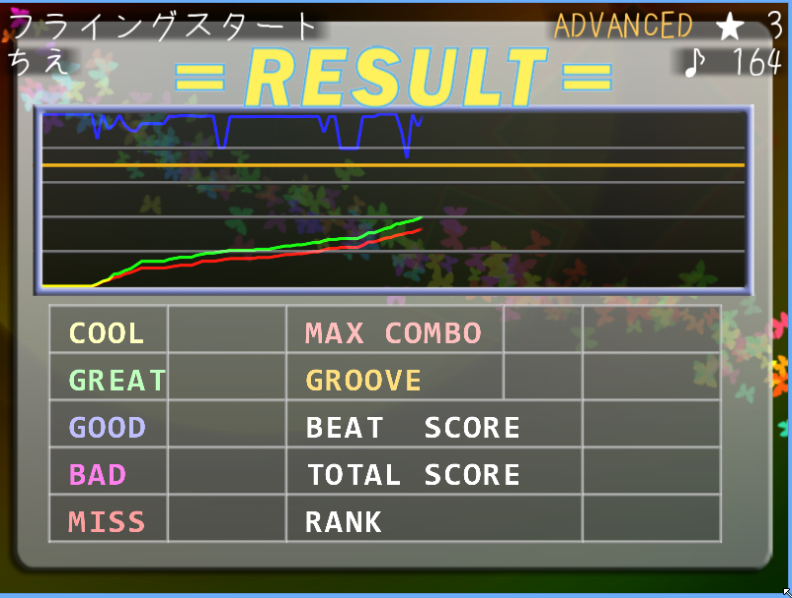 フライングスタート ADVANCED ★ 3
ちえ ♪ 164
= RESULT =
COOL MAX COMBO
GREAT GROOVE
GOOD BEAT SCORE
BAD TOTAL SCORE
MISS RANK